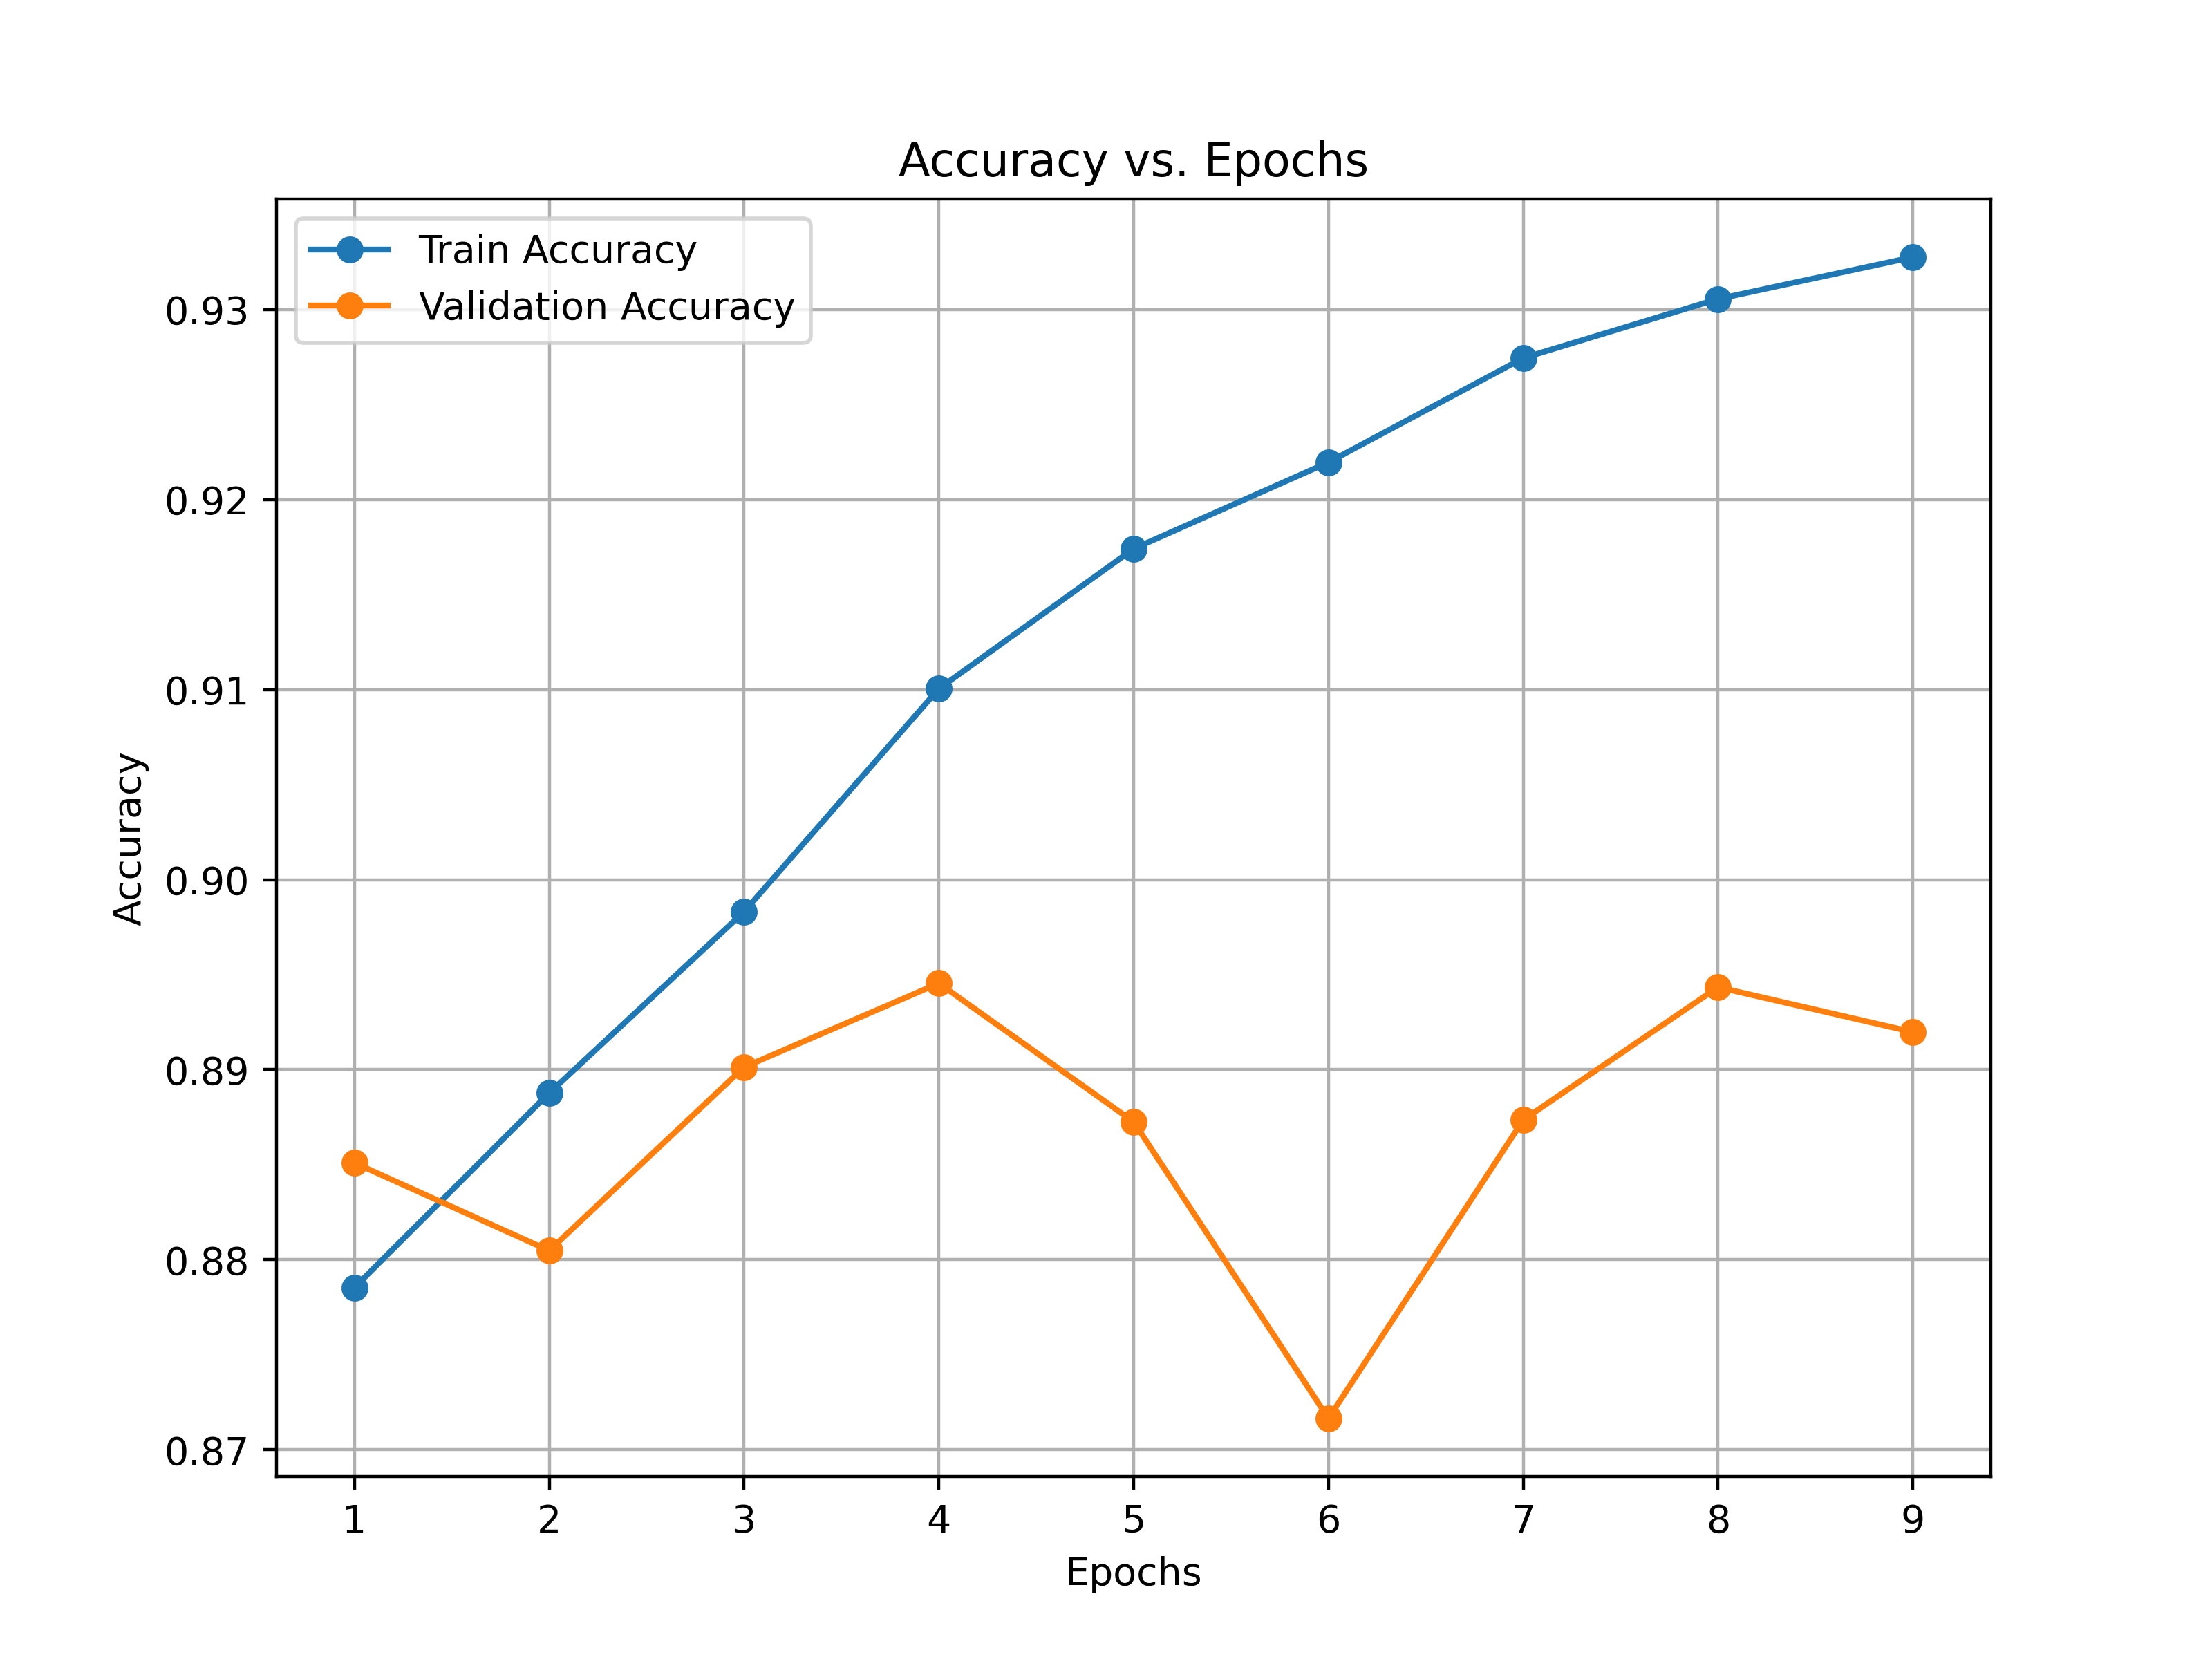 Accuracy vs. Epochs
Train Accuracy
Validation Accuracy
0.93
0.92
0.91
0.90
0.89
0.88
0.87
Accuracy
1 2 3 4 5 6 7 8 9
Epochs